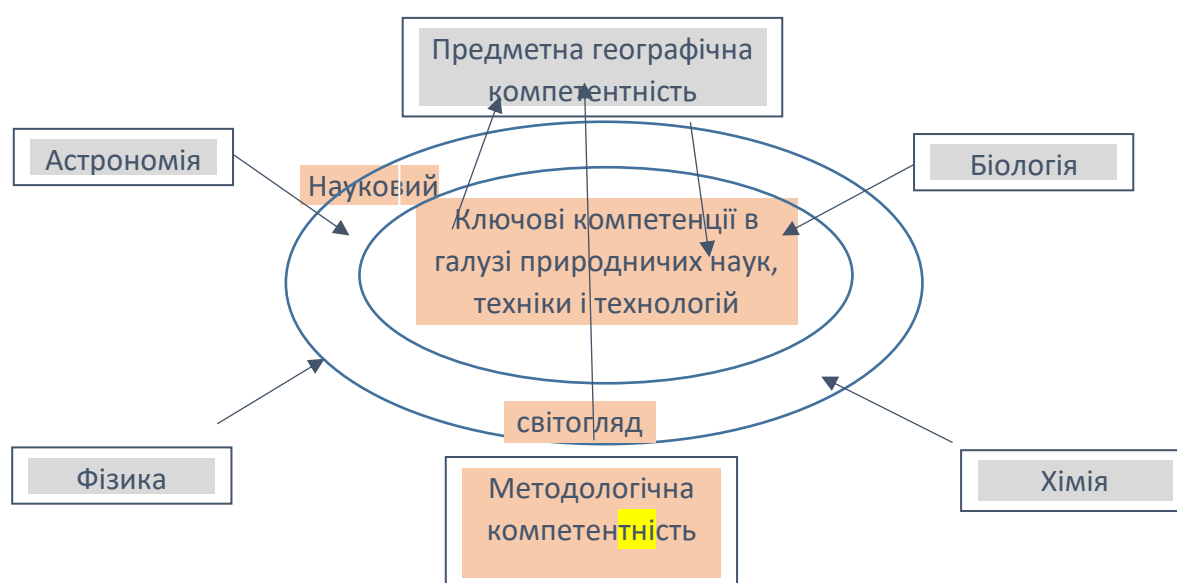 Предметна географічна
компетентність
Астрономія
Біологія
Науковий
Ключові компетенції в
галузі природничих наук,
техніки і технологій
світогляд
Фізика
Методологічна
компетентність
Хімія